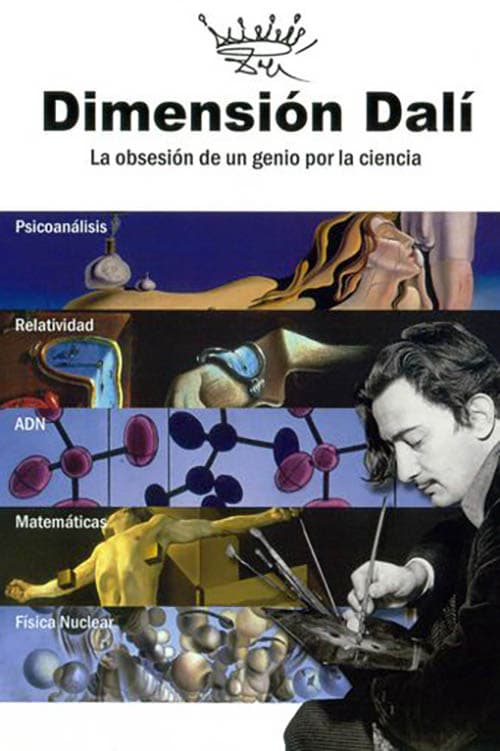 Dimensión Dalí
La obsesión de un genio por la ciencia
Psicoanálisis
Relatividad
ADN
Matemáticas
Física Nuclear